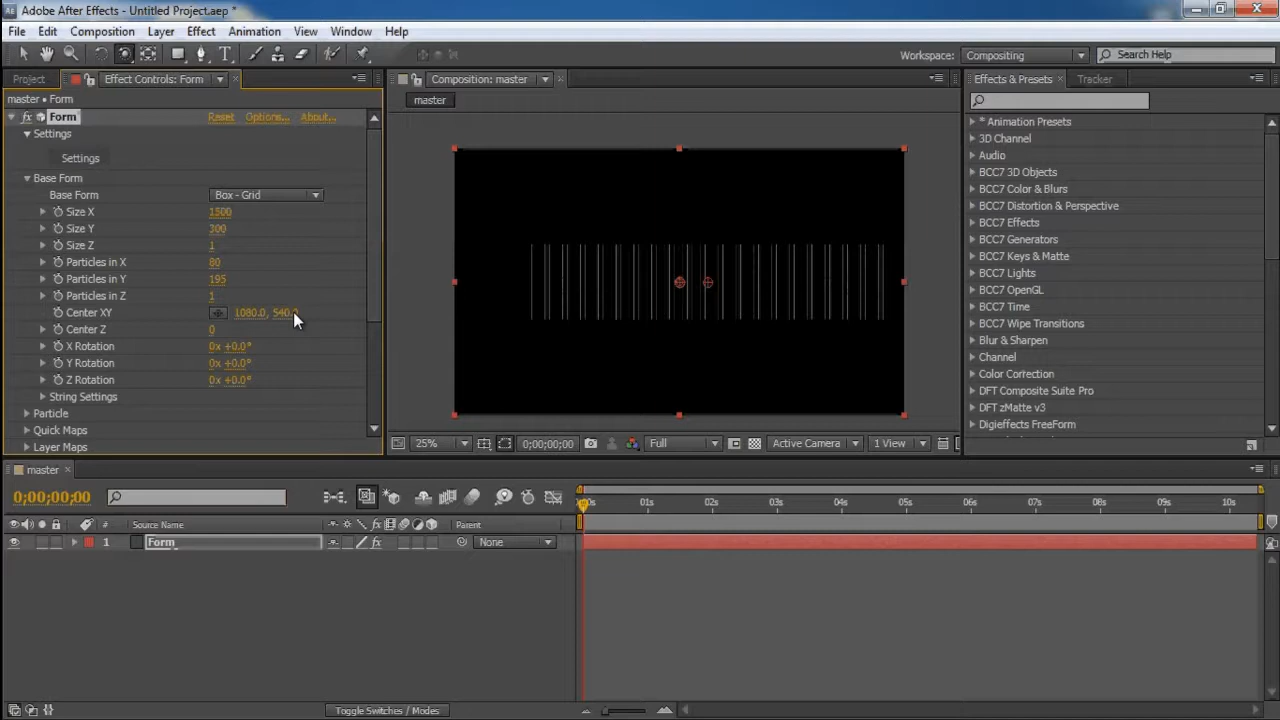 Adobe After Effects - Untitled Project.aep *
File Edit Composition Layer Effect Animation View Window Help
Workspace: Compositing Search Help
Project Effect Controls: Form
Composition: master
Effects & Presets Tracker
master • Form
master
fx Form Reset Options... About...
Settings
Settings
Base Form
Base Form Box - Grid
Size X 1500
Size Y 300
Size Z 1
Particles in X 80
Particles in Y 195
Particles in Z 1
Center XY 1080.0, 540.0
Center Z 0
X Rotation 0x +0.0°
Y Rotation 0x +0.0°
Z Rotation 0x +0.0°
String Settings
Particle
Quick Maps
Layer Maps
* Animation Presets
3D Channel
Audio
BCC7 3D Objects
BCC7 Color & Blurs
BCC7 Distortion & Perspective
BCC7 Effects
BCC7 Generators
BCC7 Keys & Matte
BCC7 Lights
BCC7 OpenGL
BCC7 Time
BCC7 Wipe Transitions
Blur & Sharpen
Channel
Color Correction
DFT Composite Suite Pro
DFT zMatte v3
Digieffects FreeForm
25% 0;00;00;00 Full Active Camera 1 View
master
0;00;00;00
01s 02s 03s 04s 05s 06s 07s 08s 09s 10s
# Source Name fx Parent
1 Form fx None
Toggle Switches / Modes